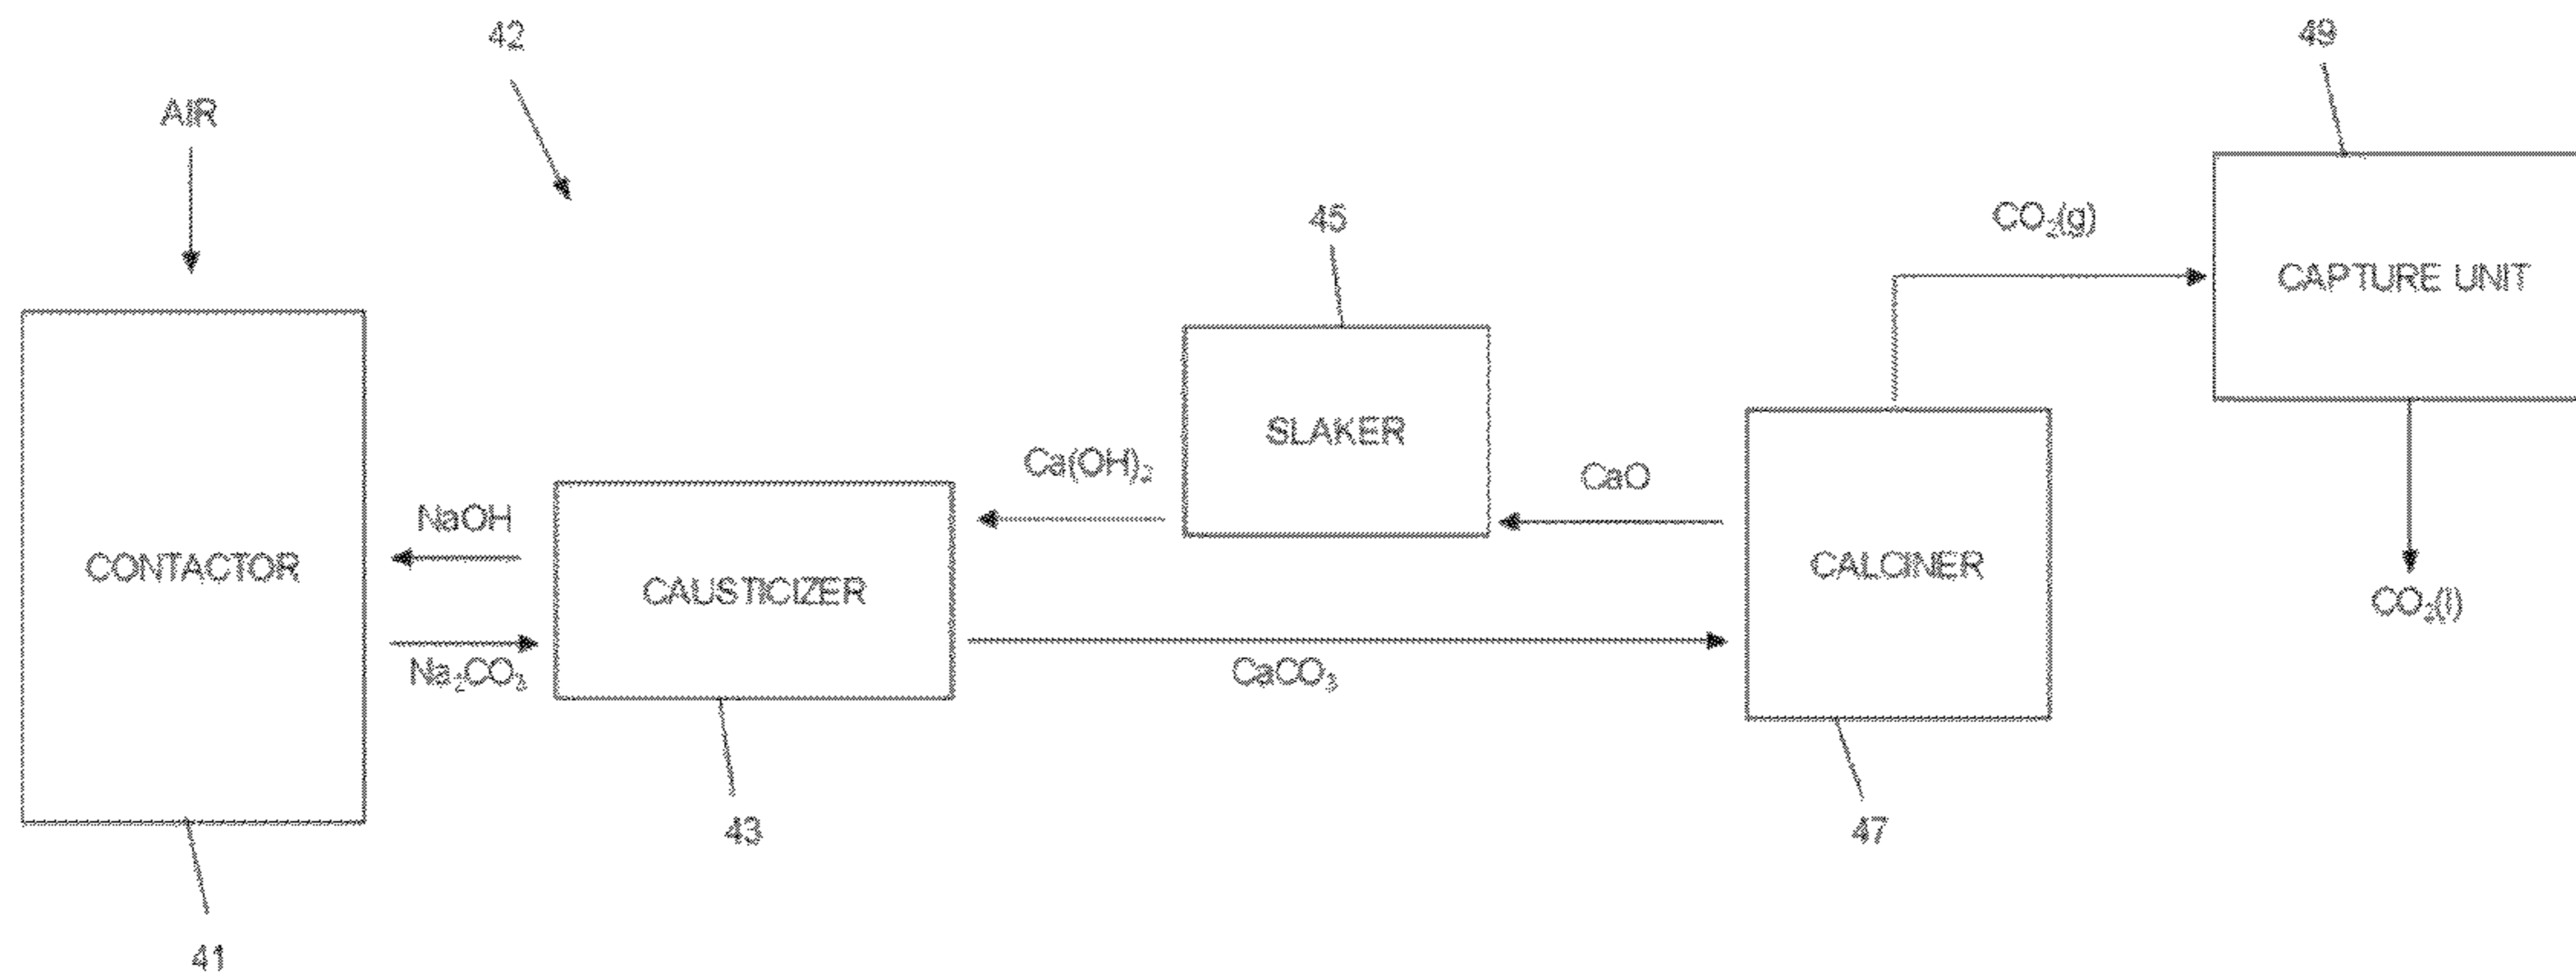 42
49
AIR
45
CO₂(g)
CAPTURE UNIT
SLAKER
Ca(OH)₂
CaO
NaOH
CONTACTOR
CAUSTICIZER
CALCINER
CO₂(l)
Na₂CO₃
CaCO₃
43
47
41